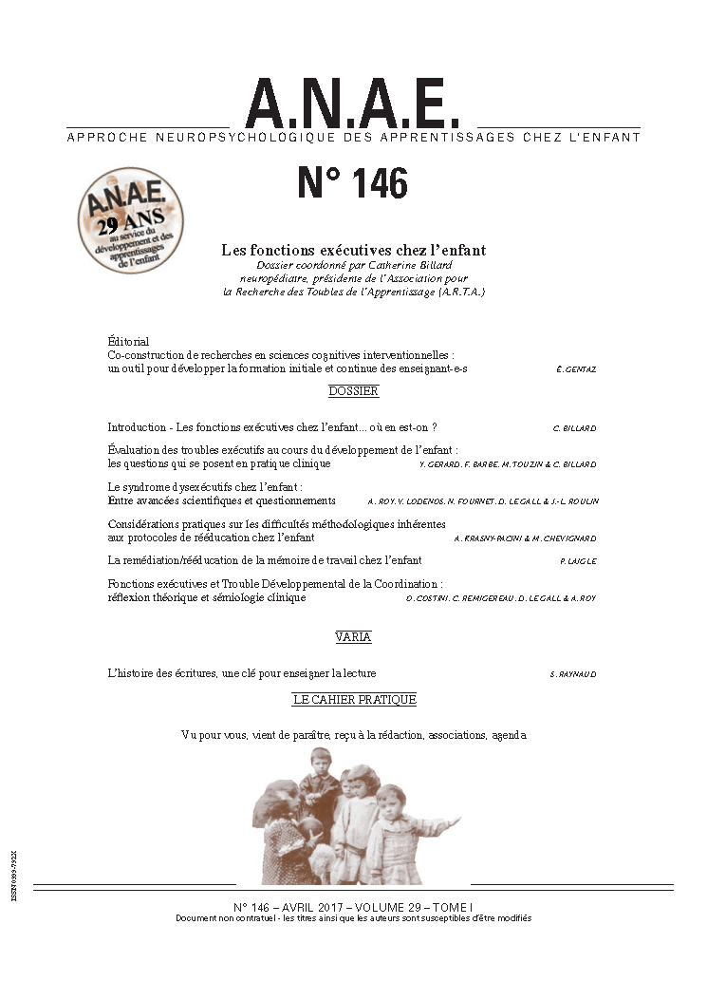 A.N.A.E.
APPROCHE NEUROPSYCHOLOGIQUE DES APPRENTISSAGES CHEZ L'ENFANT
N° 146
A.N.A.E.
29 ANS
au service du
développement et des
apprentissages
de l'enfant
Les fonctions exécutives chez l'enfant
Dossier coordonné par Catherine Billard
neuropédiatre, présidente de l'Association pour
la Recherche des Toubles de l'Apprentissage (A.R.T.A.)
Éditorial
Co-construction de recherches en sciences cognitives interventionnelles :
un outil pour développer la formation initiale et continue des enseignant-e-s É. GENTAZ
DOSSIER
Introduction - Les fonctions exécutives chez l'enfant... où en est-on ? C. BILLARD
Évaluation des troubles exécutifs au cours du développement de l'enfant :
les questions qui se posent en pratique clinique Y. GERARD, F. BARBE, M. TOUZIN & C. BILLARD
Le syndrome dysexécutifs chez l'enfant :
Entre avancées scientifiques et questionnements A. ROY, V. LODENOS, N. FOURNET, D. LE GALL & J.-L. ROULIN
Considérations pratiques sur les difficultés méthodologiques inhérentes
aux protocoles de rééducation chez l'enfant A. KRASNY-PACINI & M. CHEVIGNARD
La remédiation/rééducation de la mémoire de travail chez l'enfant P. LAIGLE
Fonctions exécutives et Trouble Développemental de la Coordination :
réflexion théorique et sémiologie clinique O. COSTINI, C. REMIGEREAU, D. LE GALL & A. ROY
VARIA
L'histoire des écritures, une clé pour enseigner la lecture S. RAYNAUD
LE CAHIER PRATIQUE
Vu pour vous, vient de paraître, reçu à la rédaction, associations, agenda
ISSN 0999-792X
N° 146 – AVRIL 2017 – VOLUME 29 – TOME I
Document non contratuel - les titres ainsi que les auteurs sont susceptibles d'être modifiés